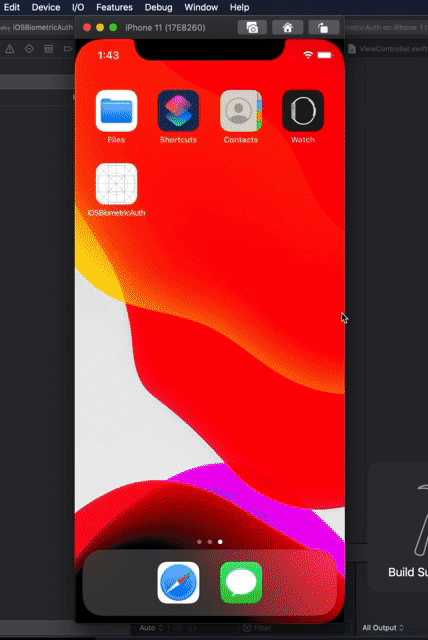 Edit Device I/O Features Debug Window Help
iOSBiometricAuth
iPhone 11 (17E8260)
metricAuth on iPhone 11
ViewController.swift
1:43
Files Shortcuts Contacts Watch
iOSBiometricAuth
Build Su
Auto Filter All Output